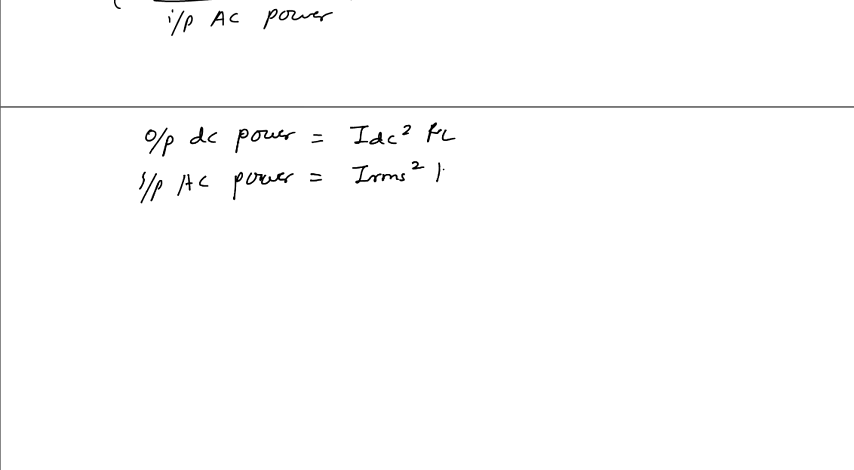 i/p AC power
o/p dc power = Idc² RL
i/p AC power = Irms²